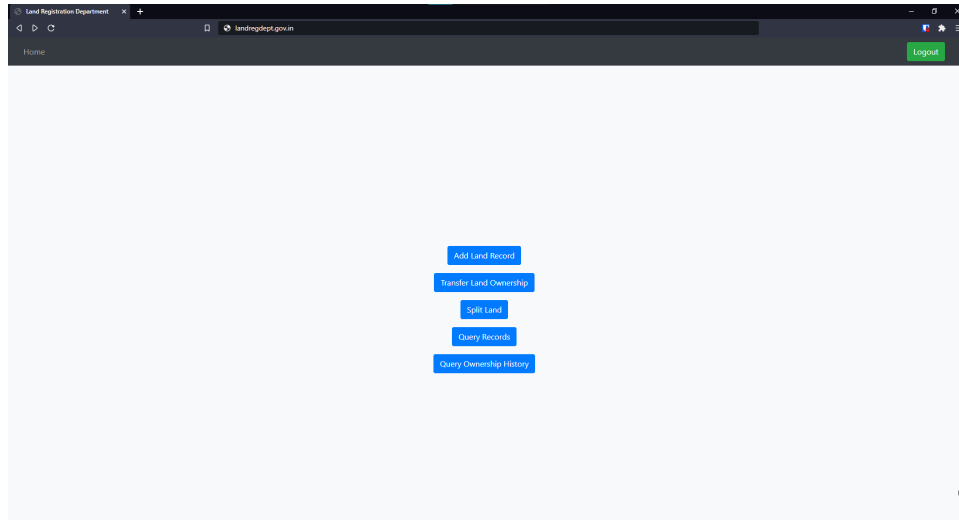 Land Registration Department
landregdept.gov.in
Home
Logout
Add Land Record
Transfer Land Ownership
Split Land
Query Records
Query Ownership History